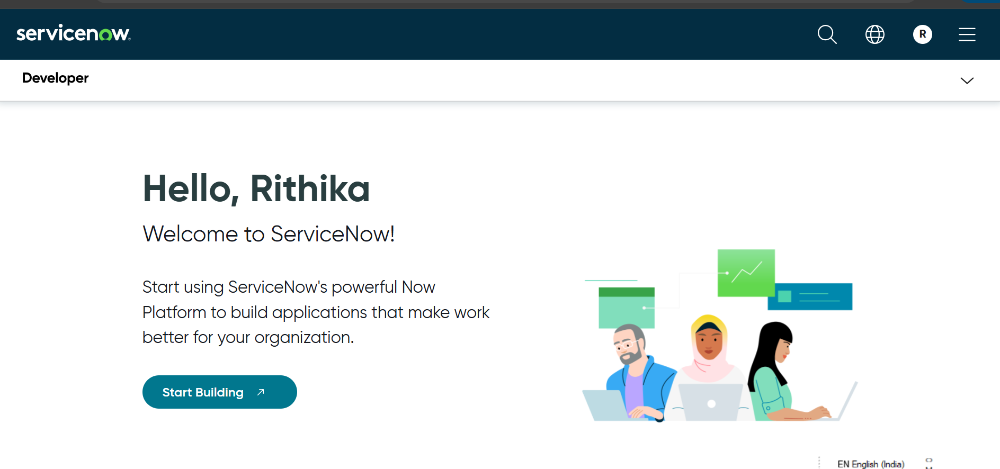 servicenow
R
Developer
Hello, Rithika
Welcome to ServiceNow!
Start using ServiceNow's powerful Now
Platform to build applications that make work
better for your organization.
Start Building
EN English (India)